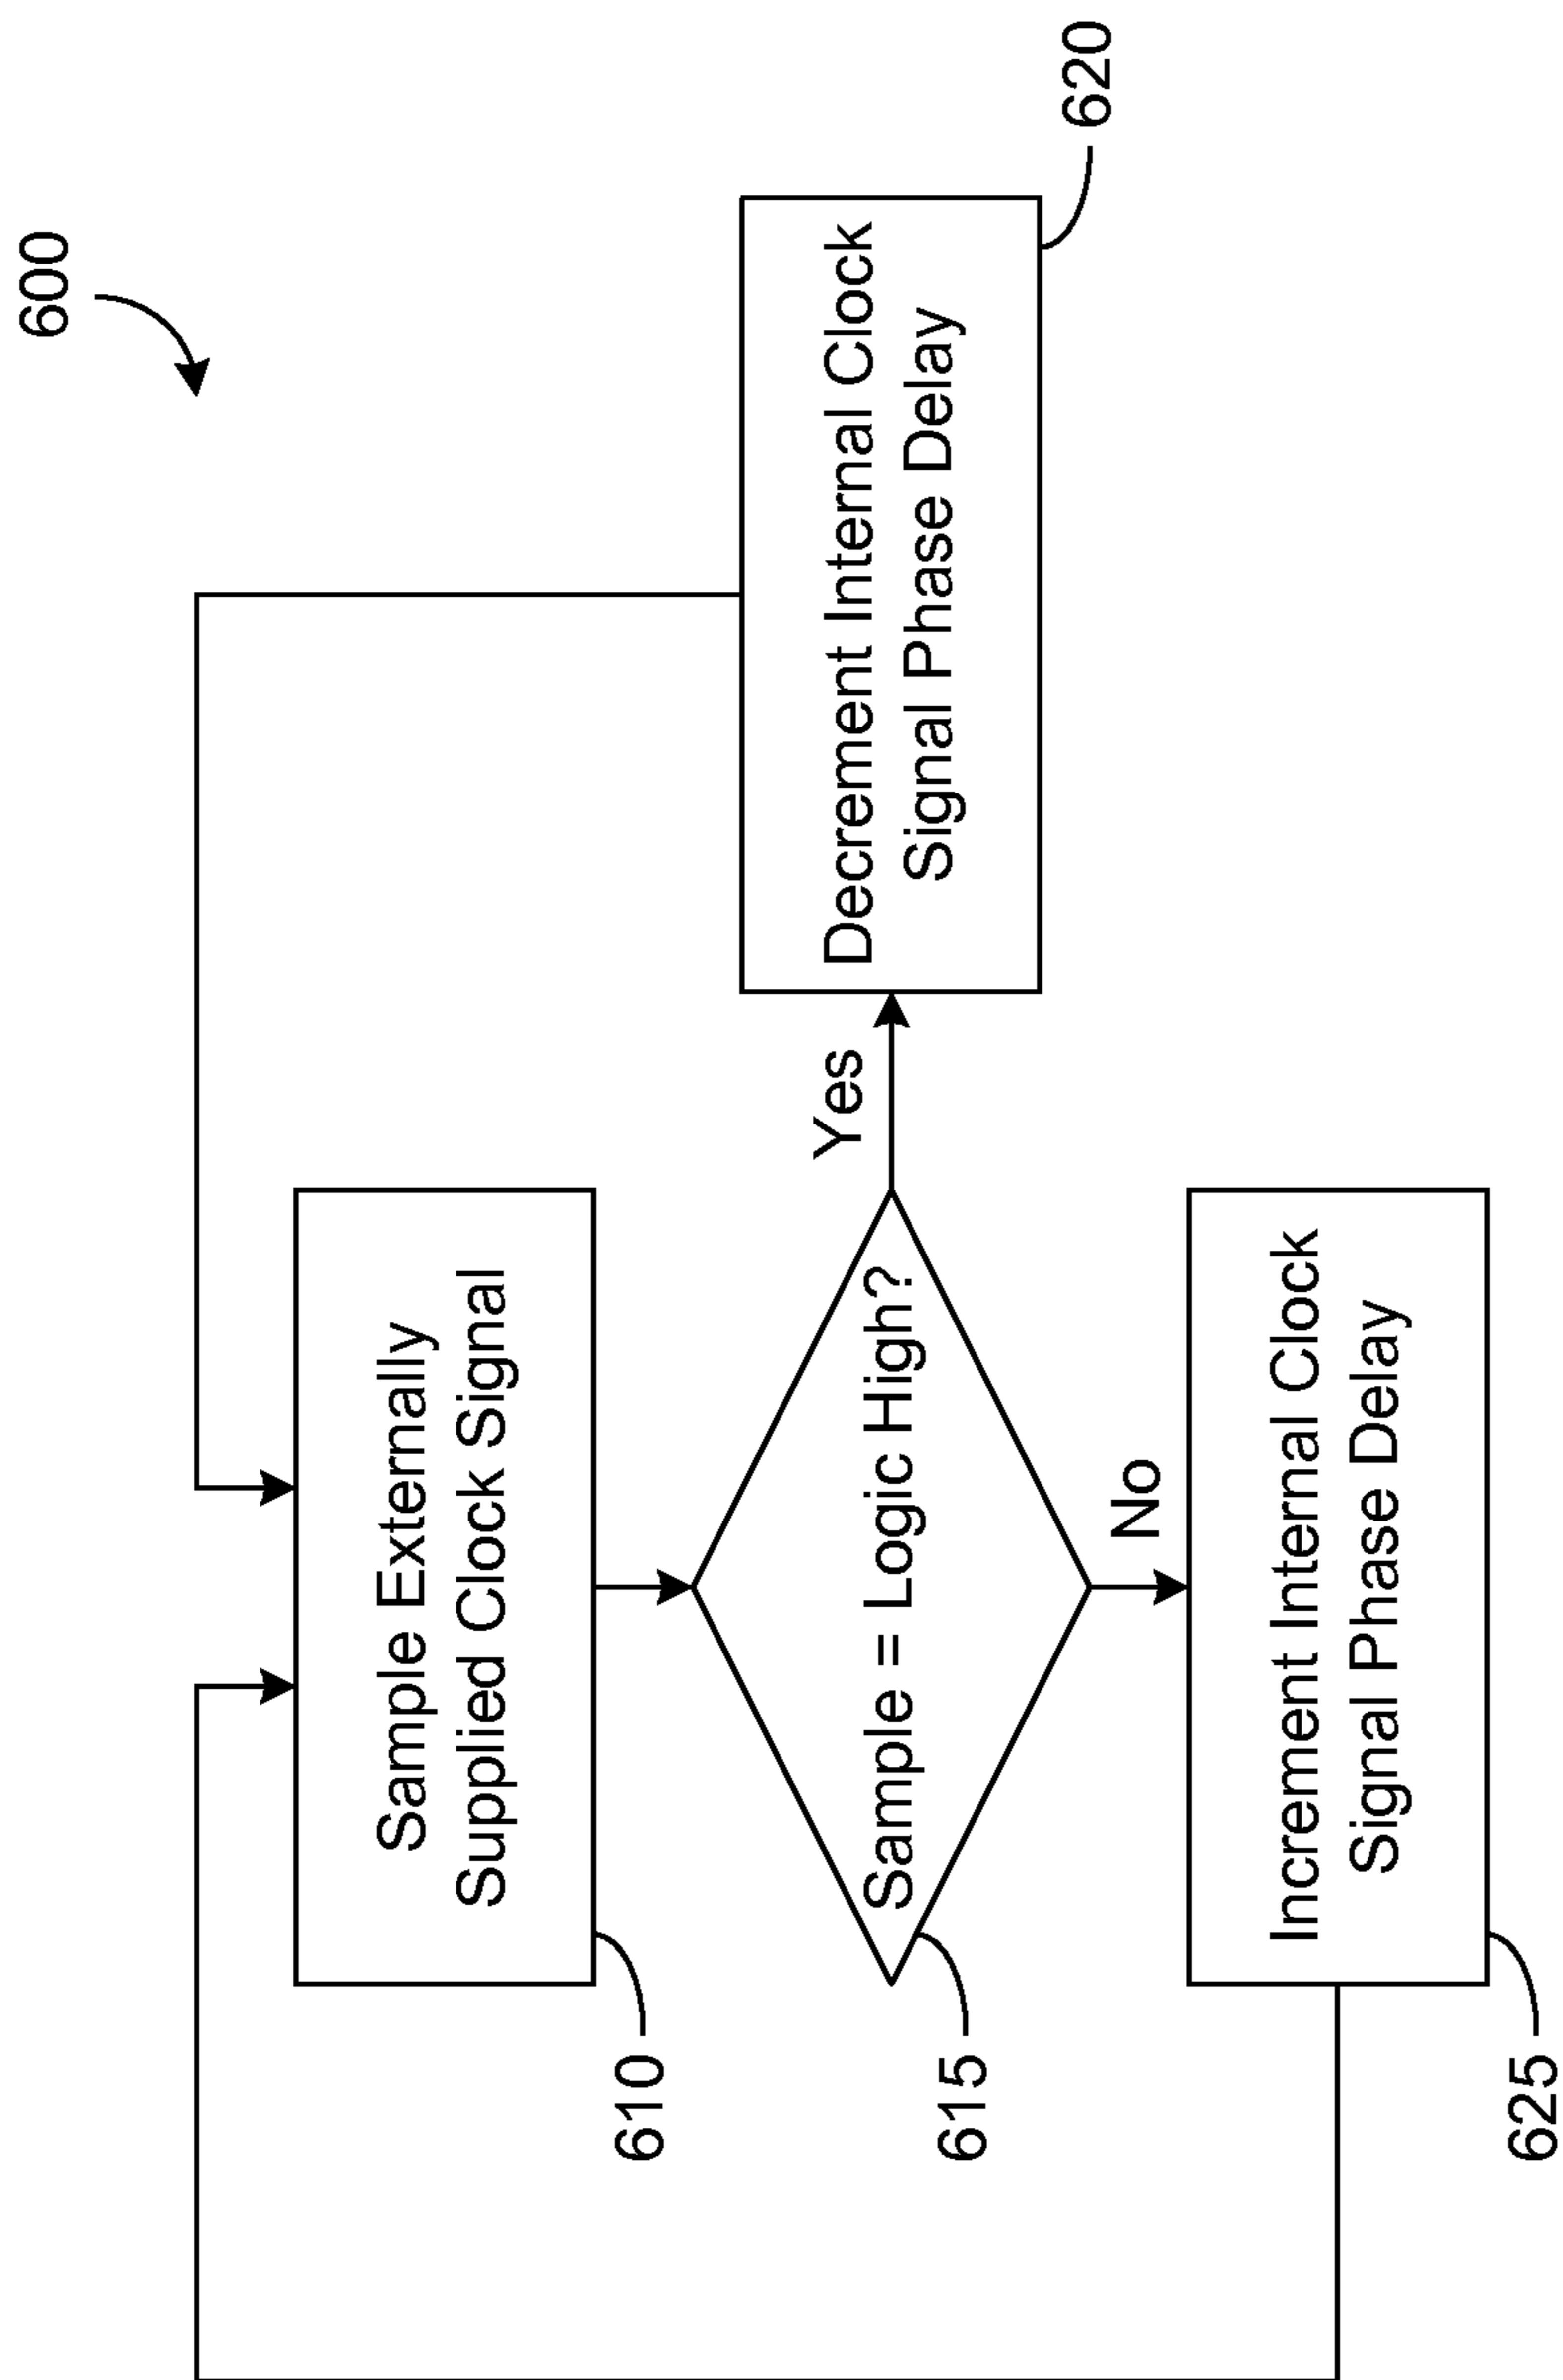 600
Sample Externally
Supplied Clock Signal
610
Sample = Logic High?
615
Yes
Decrement Internal Clock
Signal Phase Delay
620
No
Increment Internal Clock
Signal Phase Delay
625